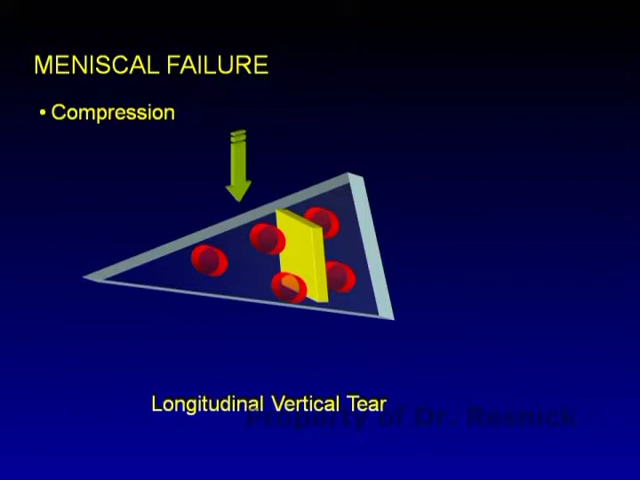 MENISCAL FAILURE
• Compression
Longitudinal Vertical Tear
Property of Dr. Resnick